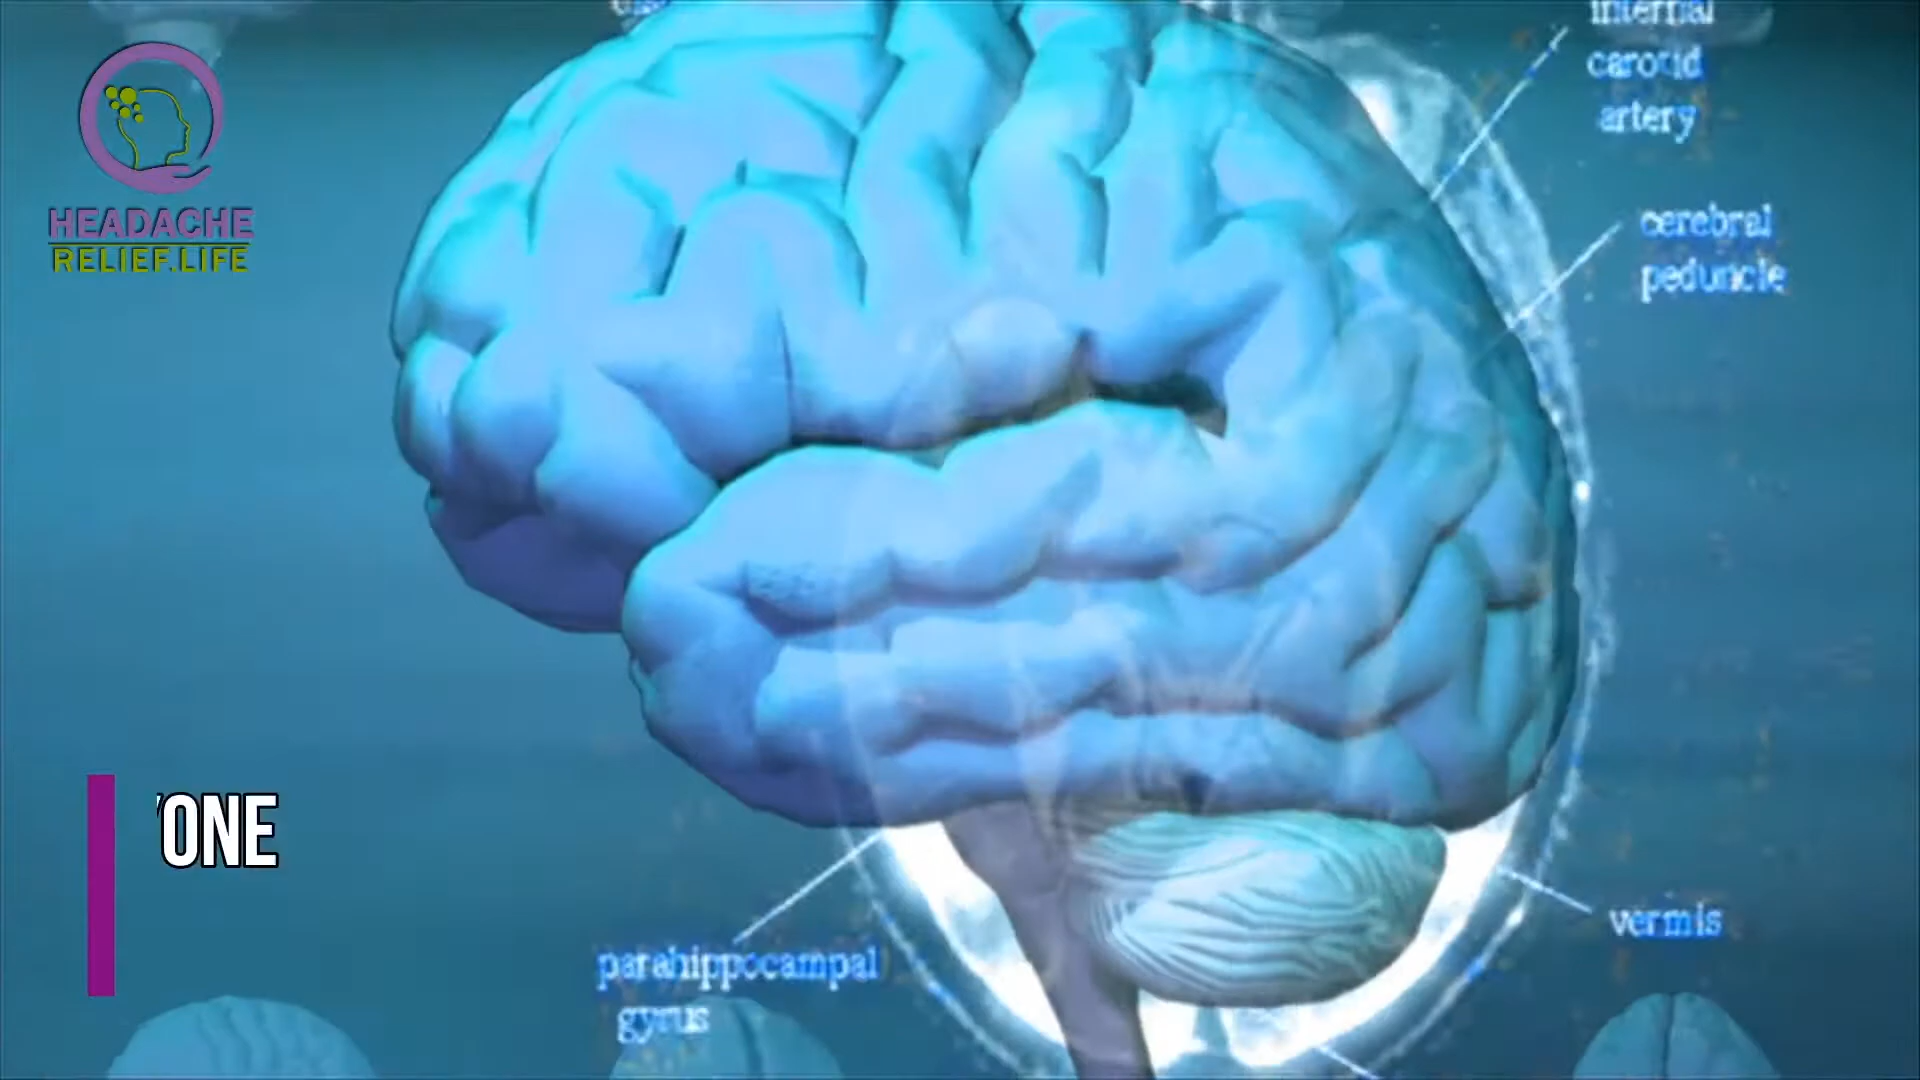 internal
carotid
artery
cerebral
peduncle
HEADACHE
RELIEF.LIFE
ONE
vermis
parahippocampal
gyrus